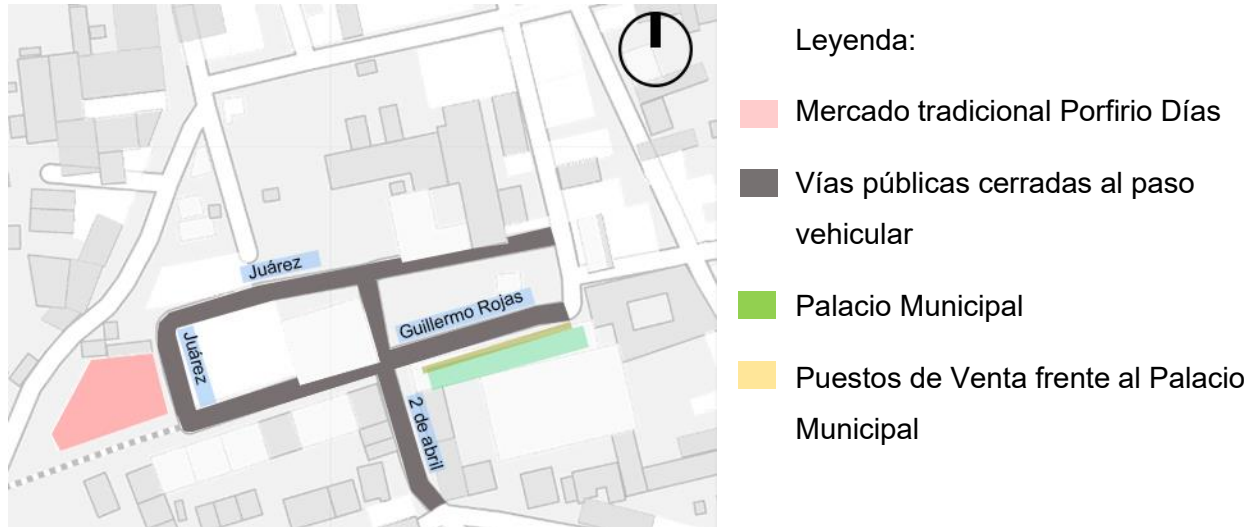 Juárez
Guillermo Rojas
Juárez
2 de abril
Leyenda:
Mercado tradicional Porfirio Días
Vías públicas cerradas al paso
vehicular
Palacio Municipal
Puestos de Venta frente al Palacio
Municipal